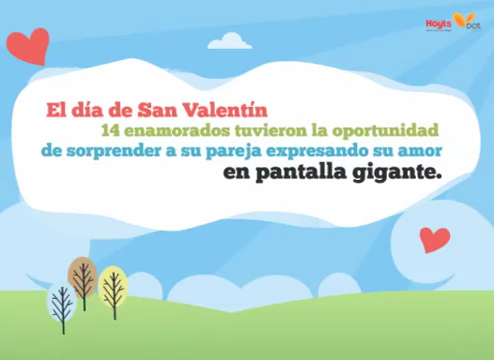 Hoyts
DOT
El día de San Valentín
14 enamorados tuvieron la oportunidad
de sorprender a su pareja expresando su amor
en pantalla gigante.